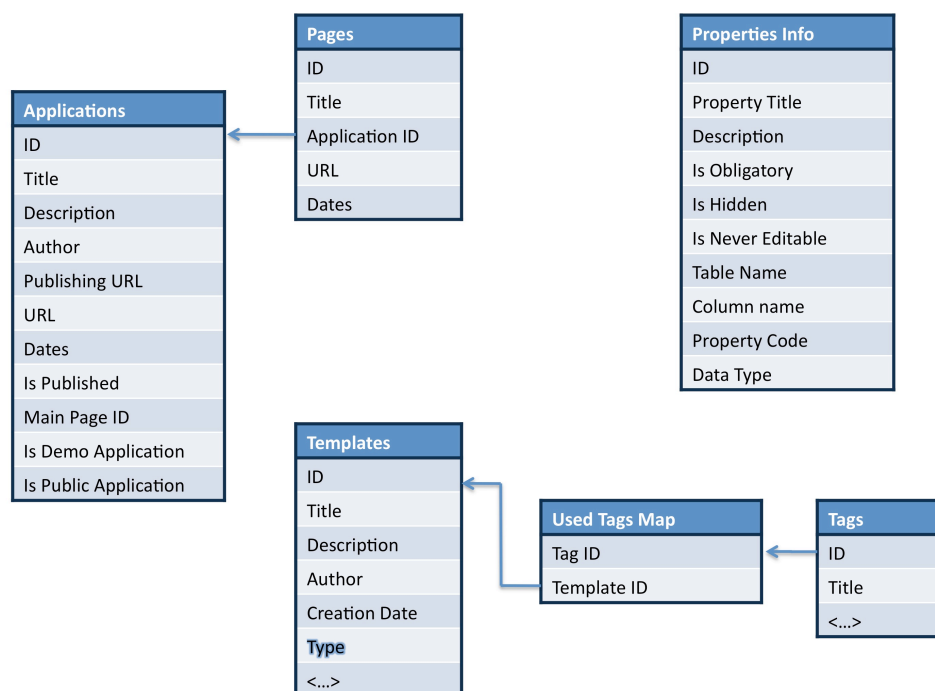 Pages
ID
Title
Application ID
URL
Dates
Properties Info
ID
Property Title
Description
Is Obligatory
Is Hidden
Is Never Editable
Table Name
Column name
Property Code
Data Type
Applications
ID
Title
Description
Author
Publishing URL
URL
Dates
Is Published
Main Page ID
Is Demo Application
Is Public Application
Templates
ID
Title
Description
Author
Creation Date
Type
<...>
Used Tags Map
Tag ID
Template ID
Tags
ID
Title
<...>